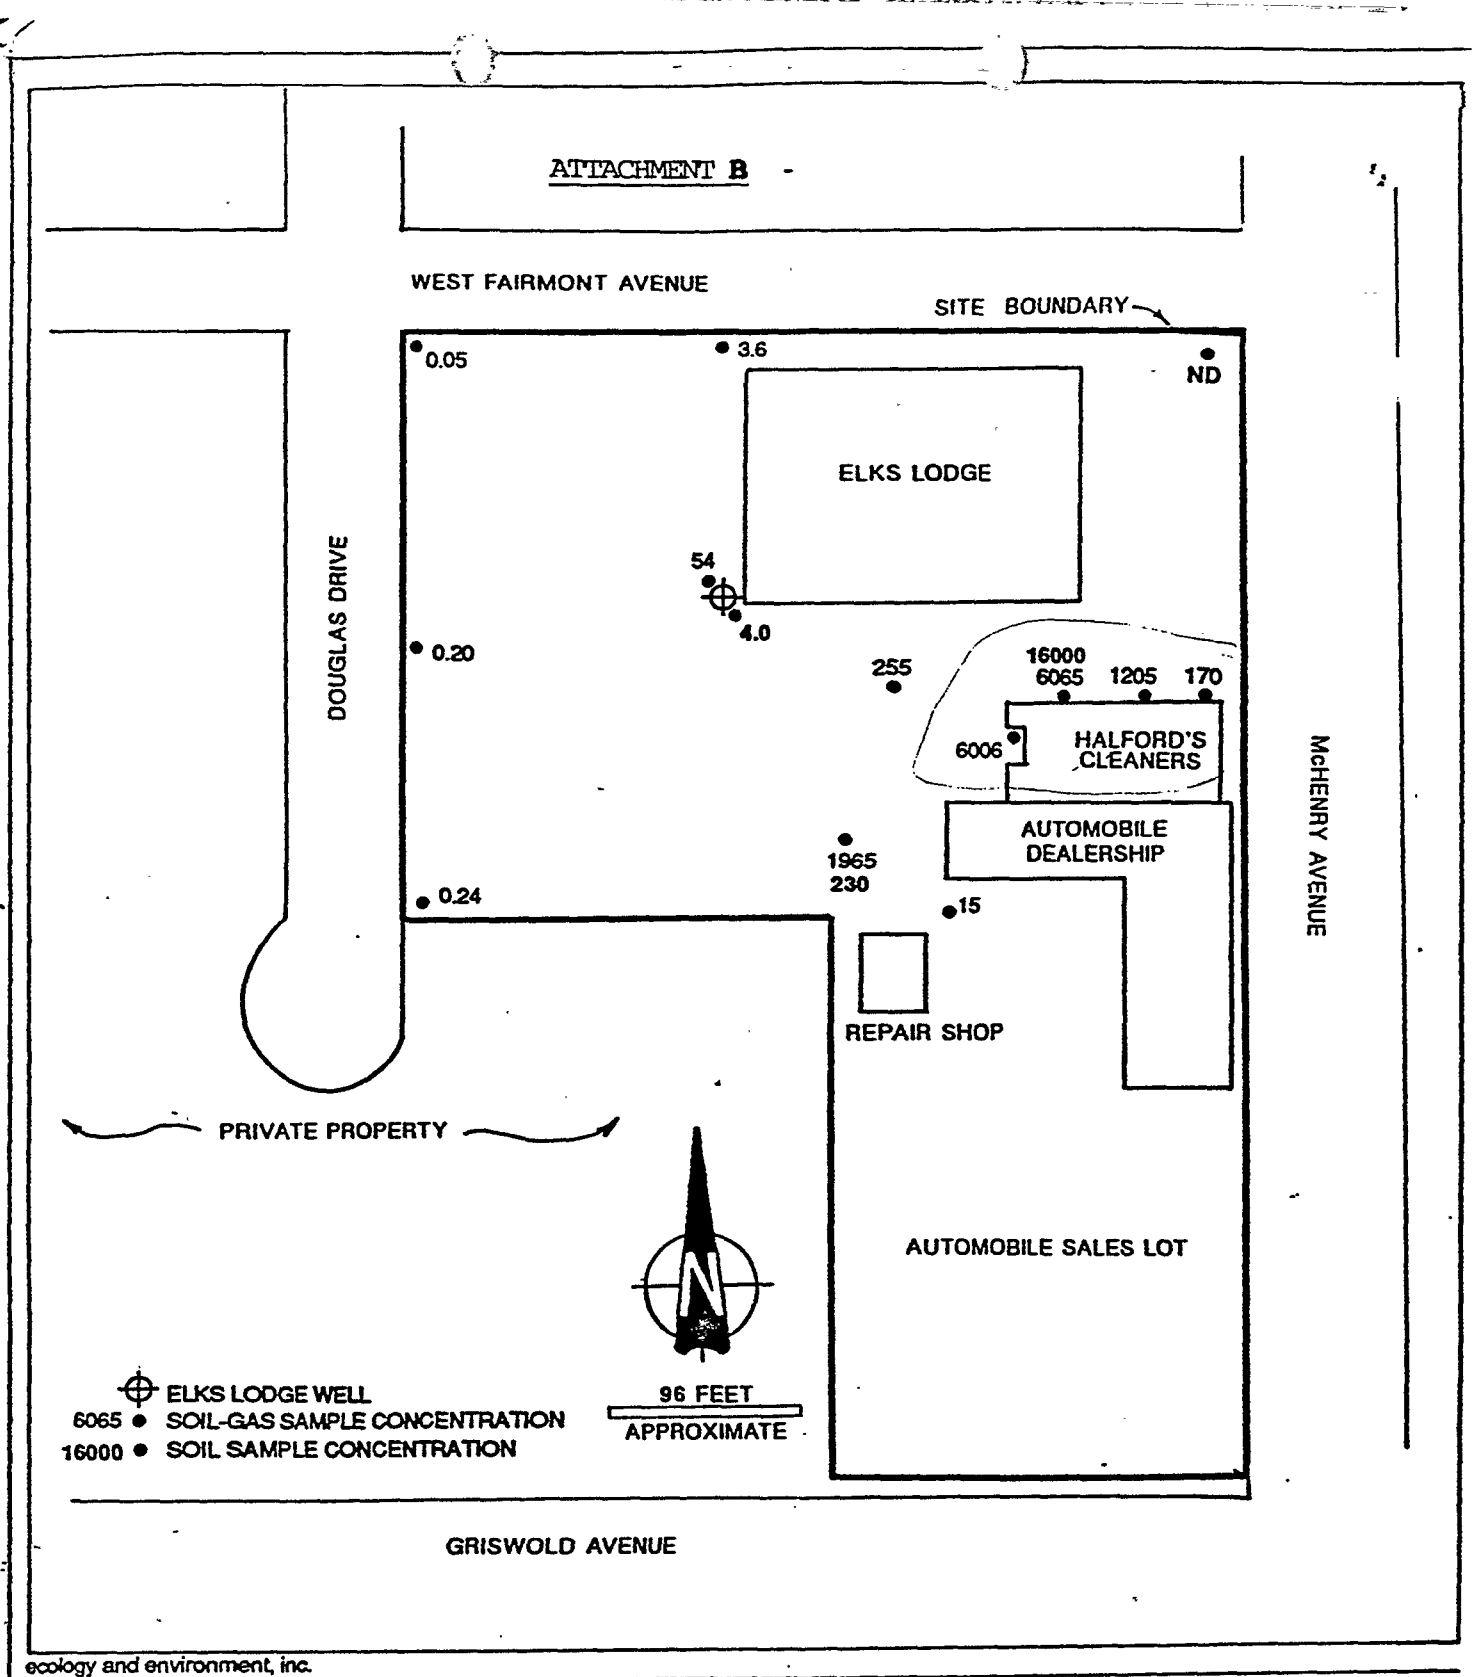 ATTACHMENT B
WEST FAIRMONT AVENUE
SITE BOUNDARY
0.05
3.6
ND
ELKS LODGE
DOUGLAS DRIVE
54
4.0
0.20
255
16000
6065
1205
170
6006
HALFORD'S
CLEANERS
McHENRY AVENUE
AUTOMOBILE
DEALERSHIP
1965
230
0.24
15
REPAIR SHOP
PRIVATE PROPERTY
N
AUTOMOBILE SALES LOT
ELKS LODGE WELL
6065 SOIL-GAS SAMPLE CONCENTRATION
16000 SOIL SAMPLE CONCENTRATION
96 FEET
APPROXIMATE
GRISWOLD AVENUE
ecology and environment, inc.